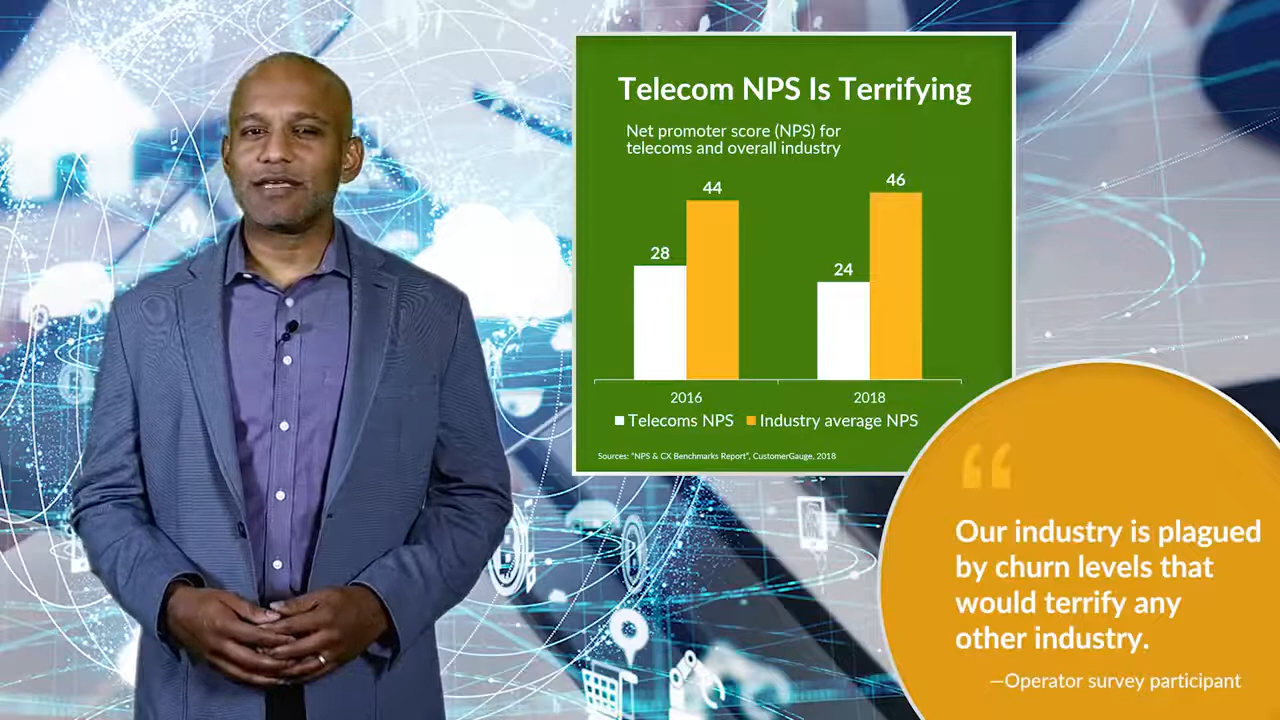 Telecom NPS Is Terrifying
Net promoter score (NPS) for
telecoms and overall industry
44
46
28
24
2016
2018
Telecoms NPS
Industry average NPS
Sources: "NPS & CX Benchmarks Report", CustomerGauge, 2018
“
Our industry is plagued
by churn levels that
would terrify any
other industry.
—Operator survey participant